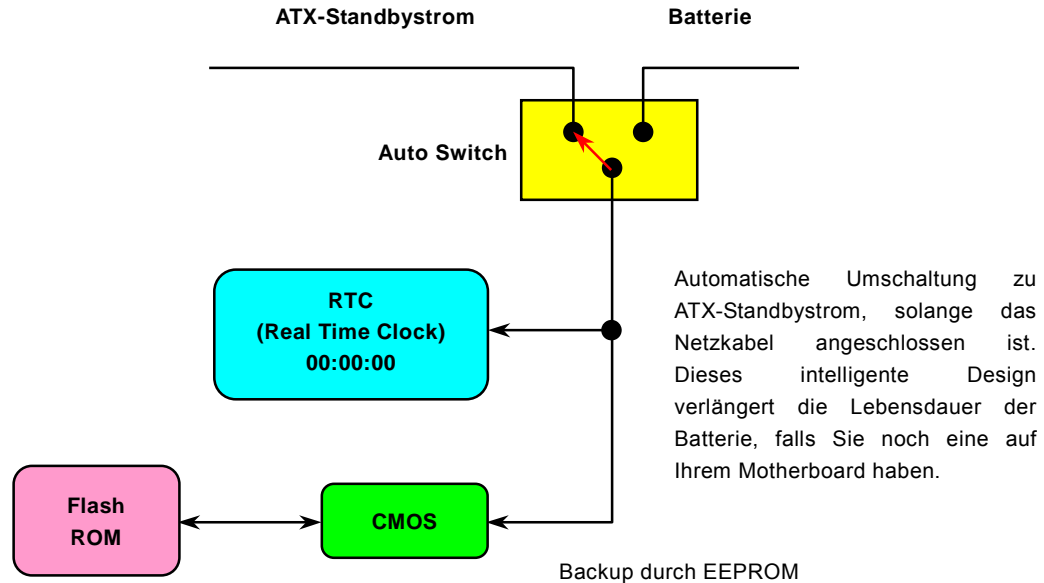 ATX-Standbystrom
Batterie
Auto Switch
RTC
(Real Time Clock)
00:00:00
Automatische Umschaltung zu
ATX-Standbystrom, solange das
Netzkabel angeschlossen ist.
Dieses intelligente Design
verlängert die Lebensdauer der
Batterie, falls Sie noch eine auf
Ihrem Motherboard haben.
Flash
ROM
CMOS
Backup durch EEPROM